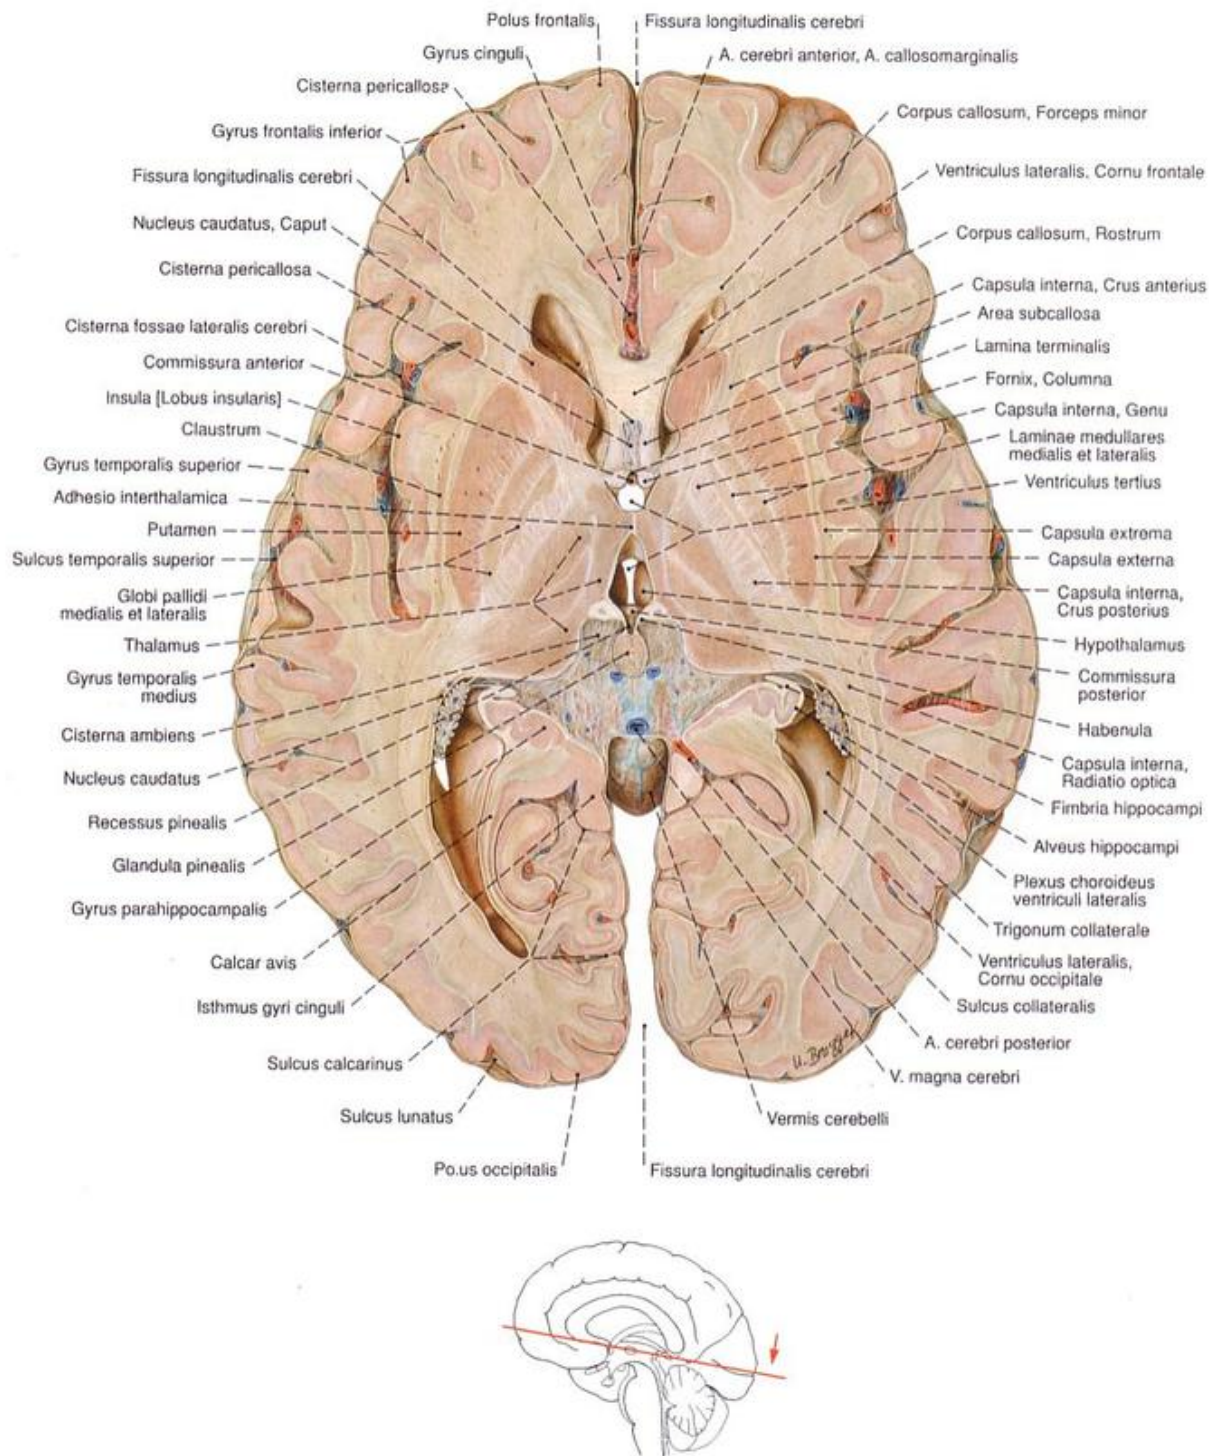 Polus frontalis
Gyrus cinguli
Cisterna pericallosa
Gyrus frontalis inferior
Fissura longitudinalis cerebri
Nucleus caudatus, Caput
Cisterna pericallosa
Cisterna fossae lateralis cerebri
Commissura anterior
Insula [Lobus insularis]
Claustrum
Gyrus temporalis superior
Adhesio interthalamica
Putamen
Sulcus temporalis superior
Globi pallidi
medialis et lateralis
Thalamus
Gyrus temporalis
medius
Cisterna ambiens
Nucleus caudatus
Recessus pinealis
Glandula pinealis
Gyrus parahippocampalis
Calcar avis
Isthmus gyri cinguli
Sulcus calcarinus
Sulcus lunatus
Po.us occipitalis
Fissura longitudinalis cerebri
A. cerebri anterior, A. callosomarginalis
Corpus callosum, Forceps minor
Ventriculus lateralis, Cornu frontale
Corpus callosum, Rostrum
Capsula interna, Crus anterius
Area subcallosa
Lamina terminalis
Fornix, Columna
Capsula interna, Genu
Laminae medullares
medialis et lateralis
Ventriculus tertius
Capsula extrema
Capsula externa
Capsula interna,
Crus posterius
Hypothalamus
Commissura
posterior
Habenula
Capsula interna,
Radiatio optica
Fimbria hippocampi
Alveus hippocampi
Plexus choroideus
ventriculi lateralis
Trigonum collaterale
Ventriculus lateralis,
Cornu occipitale
Sulcus collateralis
A. cerebri posterior
V. magna cerebri
Vermis cerebelli
Fissura longitudinalis cerebri